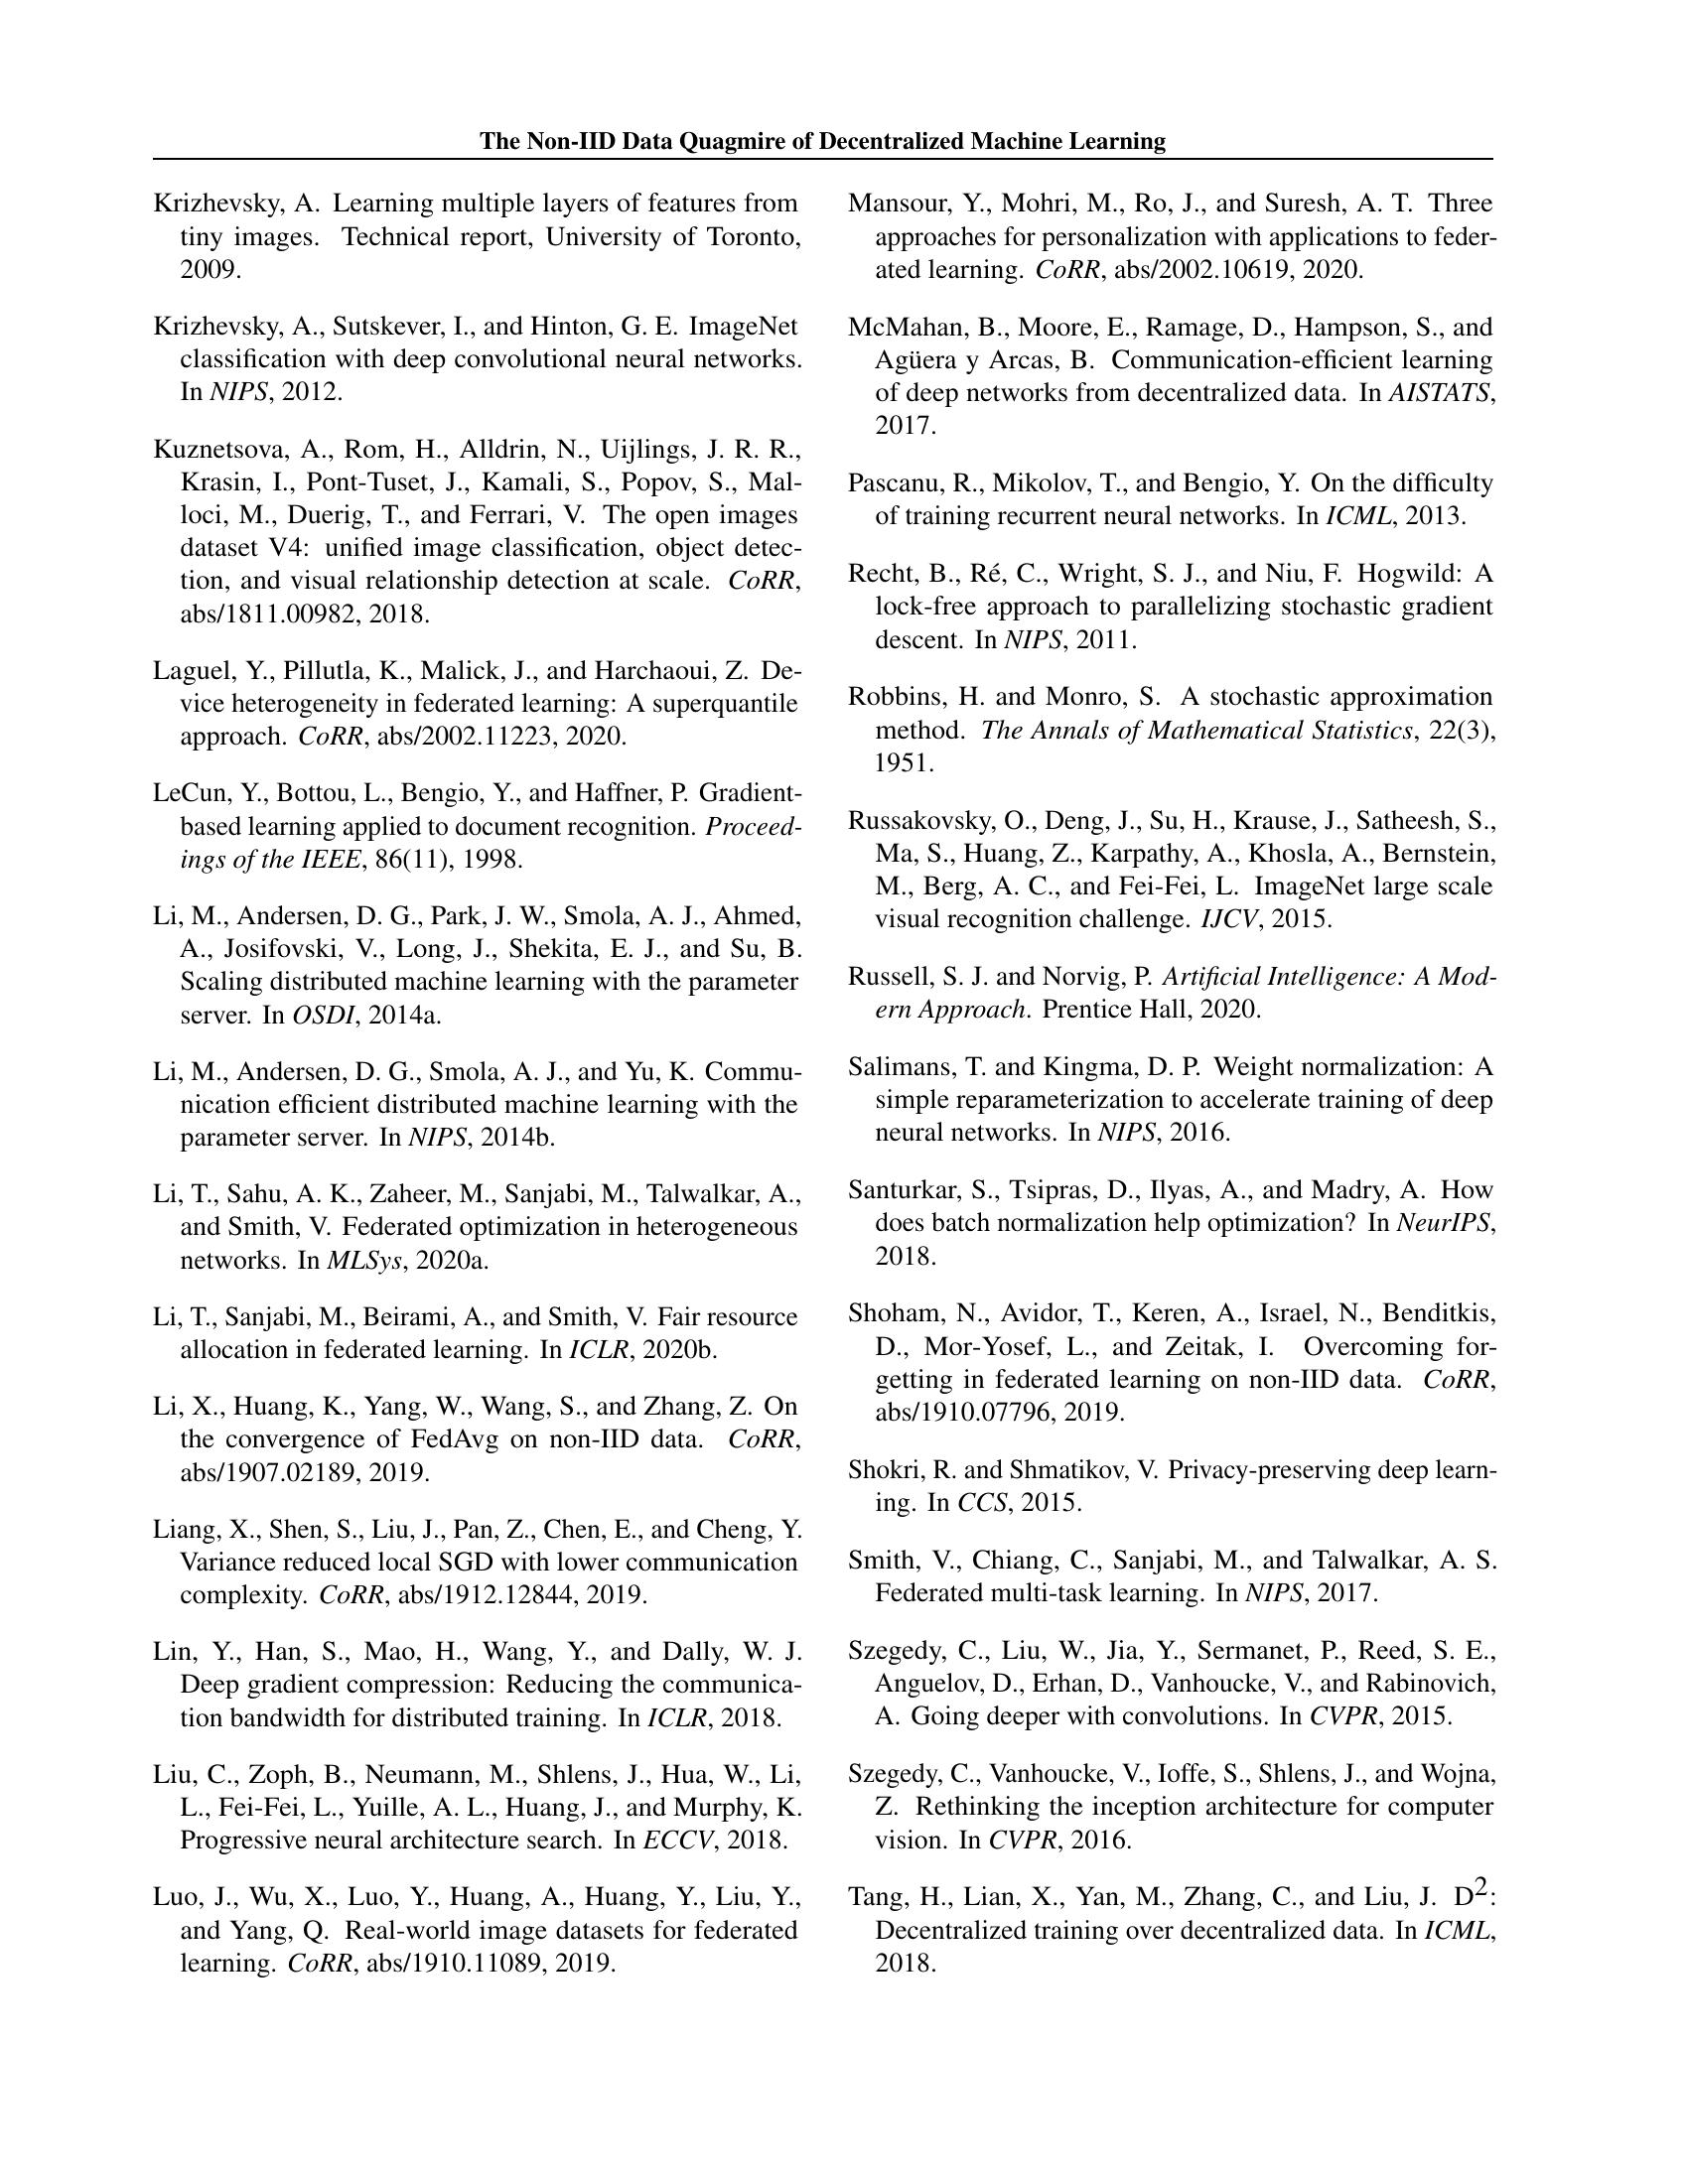 The Non-IID Data Quagmire of Decentralized Machine Learning
Krizhevsky, A. Learning multiple layers of features from
tiny images. Technical report, University of Toronto,
2009.
Krizhevsky, A., Sutskever, I., and Hinton, G. E. ImageNet
classification with deep convolutional neural networks.
In NIPS, 2012.
Kuznetsova, A., Rom, H., Alldrin, N., Uijlings, J. R. R.,
Krasin, I., Pont-Tuset, J., Kamali, S., Popov, S., Mal-
loci, M., Duerig, T., and Ferrari, V. The open images
dataset V4: unified image classification, object detec-
tion, and visual relationship detection at scale. CoRR,
abs/1811.00982, 2018.
Laguel, Y., Pillutla, K., Malick, J., and Harchaoui, Z. De-
vice heterogeneity in federated learning: A superquantile
approach. CoRR, abs/2002.11223, 2020.
LeCun, Y., Bottou, L., Bengio, Y., and Haffner, P. Gradient-
based learning applied to document recognition. Proceed-
ings of the IEEE, 86(11), 1998.
Li, M., Andersen, D. G., Park, J. W., Smola, A. J., Ahmed,
A., Josifovski, V., Long, J., Shekita, E. J., and Su, B.
Scaling distributed machine learning with the parameter
server. In OSDI, 2014a.
Li, M., Andersen, D. G., Smola, A. J., and Yu, K. Commu-
nication efficient distributed machine learning with the
parameter server. In NIPS, 2014b.
Li, T., Sahu, A. K., Zaheer, M., Sanjabi, M., Talwalkar, A.,
and Smith, V. Federated optimization in heterogeneous
networks. In MLSys, 2020a.
Li, T., Sanjabi, M., Beirami, A., and Smith, V. Fair resource
allocation in federated learning. In ICLR, 2020b.
Li, X., Huang, K., Yang, W., Wang, S., and Zhang, Z. On
the convergence of FedAvg on non-IID data. CoRR,
abs/1907.02189, 2019.
Liang, X., Shen, S., Liu, J., Pan, Z., Chen, E., and Cheng, Y.
Variance reduced local SGD with lower communication
complexity. CoRR, abs/1912.12844, 2019.
Lin, Y., Han, S., Mao, H., Wang, Y., and Dally, W. J.
Deep gradient compression: Reducing the communica-
tion bandwidth for distributed training. In ICLR, 2018.
Liu, C., Zoph, B., Neumann, M., Shlens, J., Hua, W., Li,
L., Fei-Fei, L., Yuille, A. L., Huang, J., and Murphy, K.
Progressive neural architecture search. In ECCV, 2018.
Luo, J., Wu, X., Luo, Y., Huang, A., Huang, Y., Liu, Y.,
and Yang, Q. Real-world image datasets for federated
learning. CoRR, abs/1910.11089, 2019.
Mansour, Y., Mohri, M., Ro, J., and Suresh, A. T. Three
approaches for personalization with applications to feder-
ated learning. CoRR, abs/2002.10619, 2020.
McMahan, B., Moore, E., Ramage, D., Hampson, S., and
Agüera y Arcas, B. Communication-efficient learning
of deep networks from decentralized data. In AISTATS,
2017.
Pascanu, R., Mikolov, T., and Bengio, Y. On the difficulty
of training recurrent neural networks. In ICML, 2013.
Recht, B., Ré, C., Wright, S. J., and Niu, F. Hogwild: A
lock-free approach to parallelizing stochastic gradient
descent. In NIPS, 2011.
Robbins, H. and Monro, S. A stochastic approximation
method. The Annals of Mathematical Statistics, 22(3),
1951.
Russakovsky, O., Deng, J., Su, H., Krause, J., Satheesh, S.,
Ma, S., Huang, Z., Karpathy, A., Khosla, A., Bernstein,
M., Berg, A. C., and Fei-Fei, L. ImageNet large scale
visual recognition challenge. IJCV, 2015.
Russell, S. J. and Norvig, P. Artificial Intelligence: A Mod-
ern Approach. Prentice Hall, 2020.
Salimans, T. and Kingma, D. P. Weight normalization: A
simple reparameterization to accelerate training of deep
neural networks. In NIPS, 2016.
Santurkar, S., Tsipras, D., Ilyas, A., and Madry, A. How
does batch normalization help optimization? In NeurIPS,
2018.
Shoham, N., Avidor, T., Keren, A., Israel, N., Benditkis,
D., Mor-Yosef, L., and Zeitak, I. Overcoming for-
getting in federated learning on non-IID data. CoRR,
abs/1910.07796, 2019.
Shokri, R. and Shmatikov, V. Privacy-preserving deep learn-
ing. In CCS, 2015.
Smith, V., Chiang, C., Sanjabi, M., and Talwalkar, A. S.
Federated multi-task learning. In NIPS, 2017.
Szegedy, C., Liu, W., Jia, Y., Sermanet, P., Reed, S. E.,
Anguelov, D., Erhan, D., Vanhoucke, V., and Rabinovich,
A. Going deeper with convolutions. In CVPR, 2015.
Szegedy, C., Vanhoucke, V., Ioffe, S., Shlens, J., and Wojna,
Z. Rethinking the inception architecture for computer
vision. In CVPR, 2016.
Tang, H., Lian, X., Yan, M., Zhang, C., and Liu, J. D²:
Decentralized training over decentralized data. In ICML,
2018.